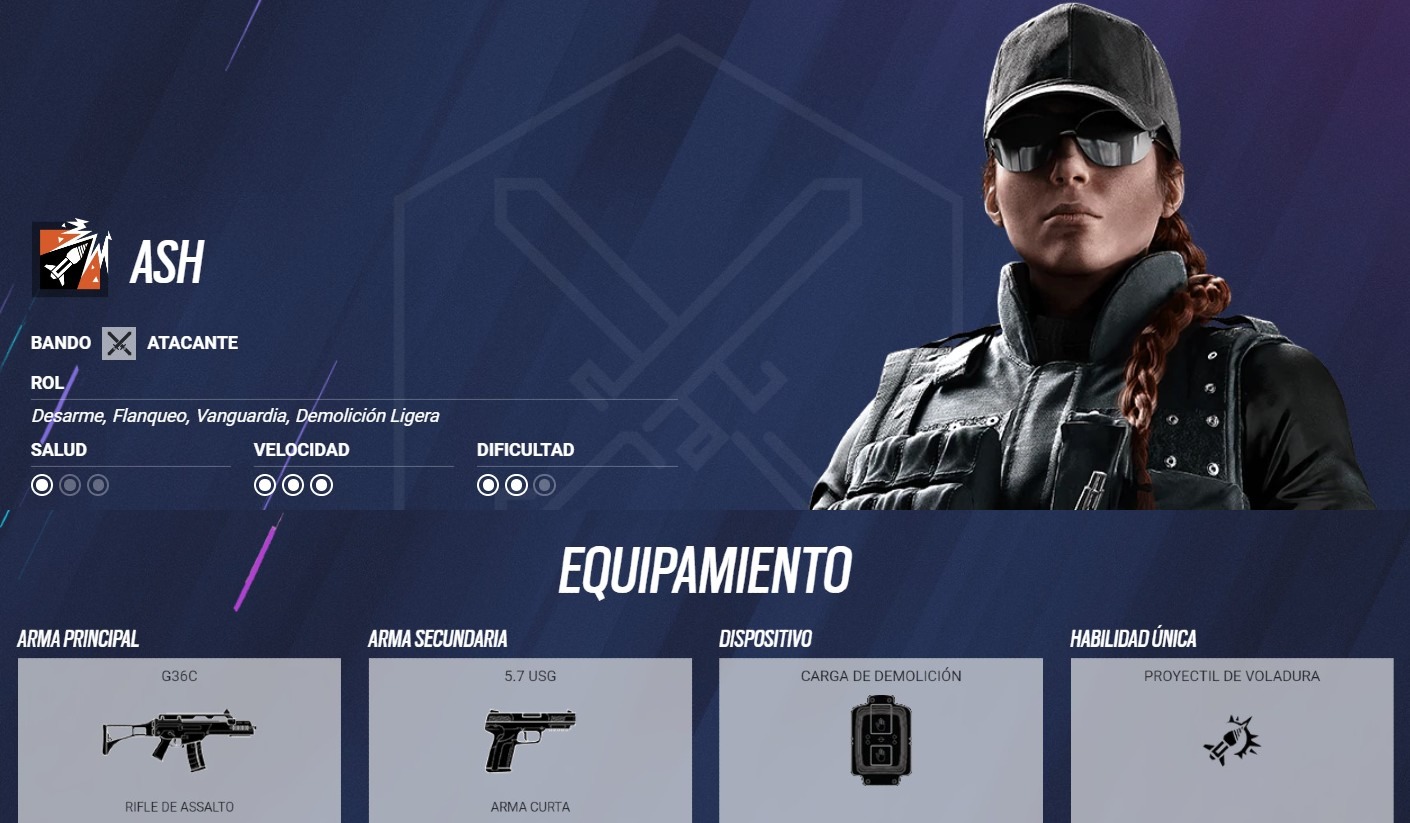 ASH
BANDO ATACANTE
ROL
Desarme, Flanqueo, Vanguardia, Demolición Ligera
SALUD VELOCIDAD DIFICULTAD
EQUIPAMIENTO
ARMA PRINCIPAL ARMA SECUNDARIA DISPOSITIVO HABILIDAD ÚNICA
G36C 5.7 USG CARGA DE DEMOLICIÓN PROYECTIL DE VOLADURA
RIFLE DE ASSALTO ARMA CURTA